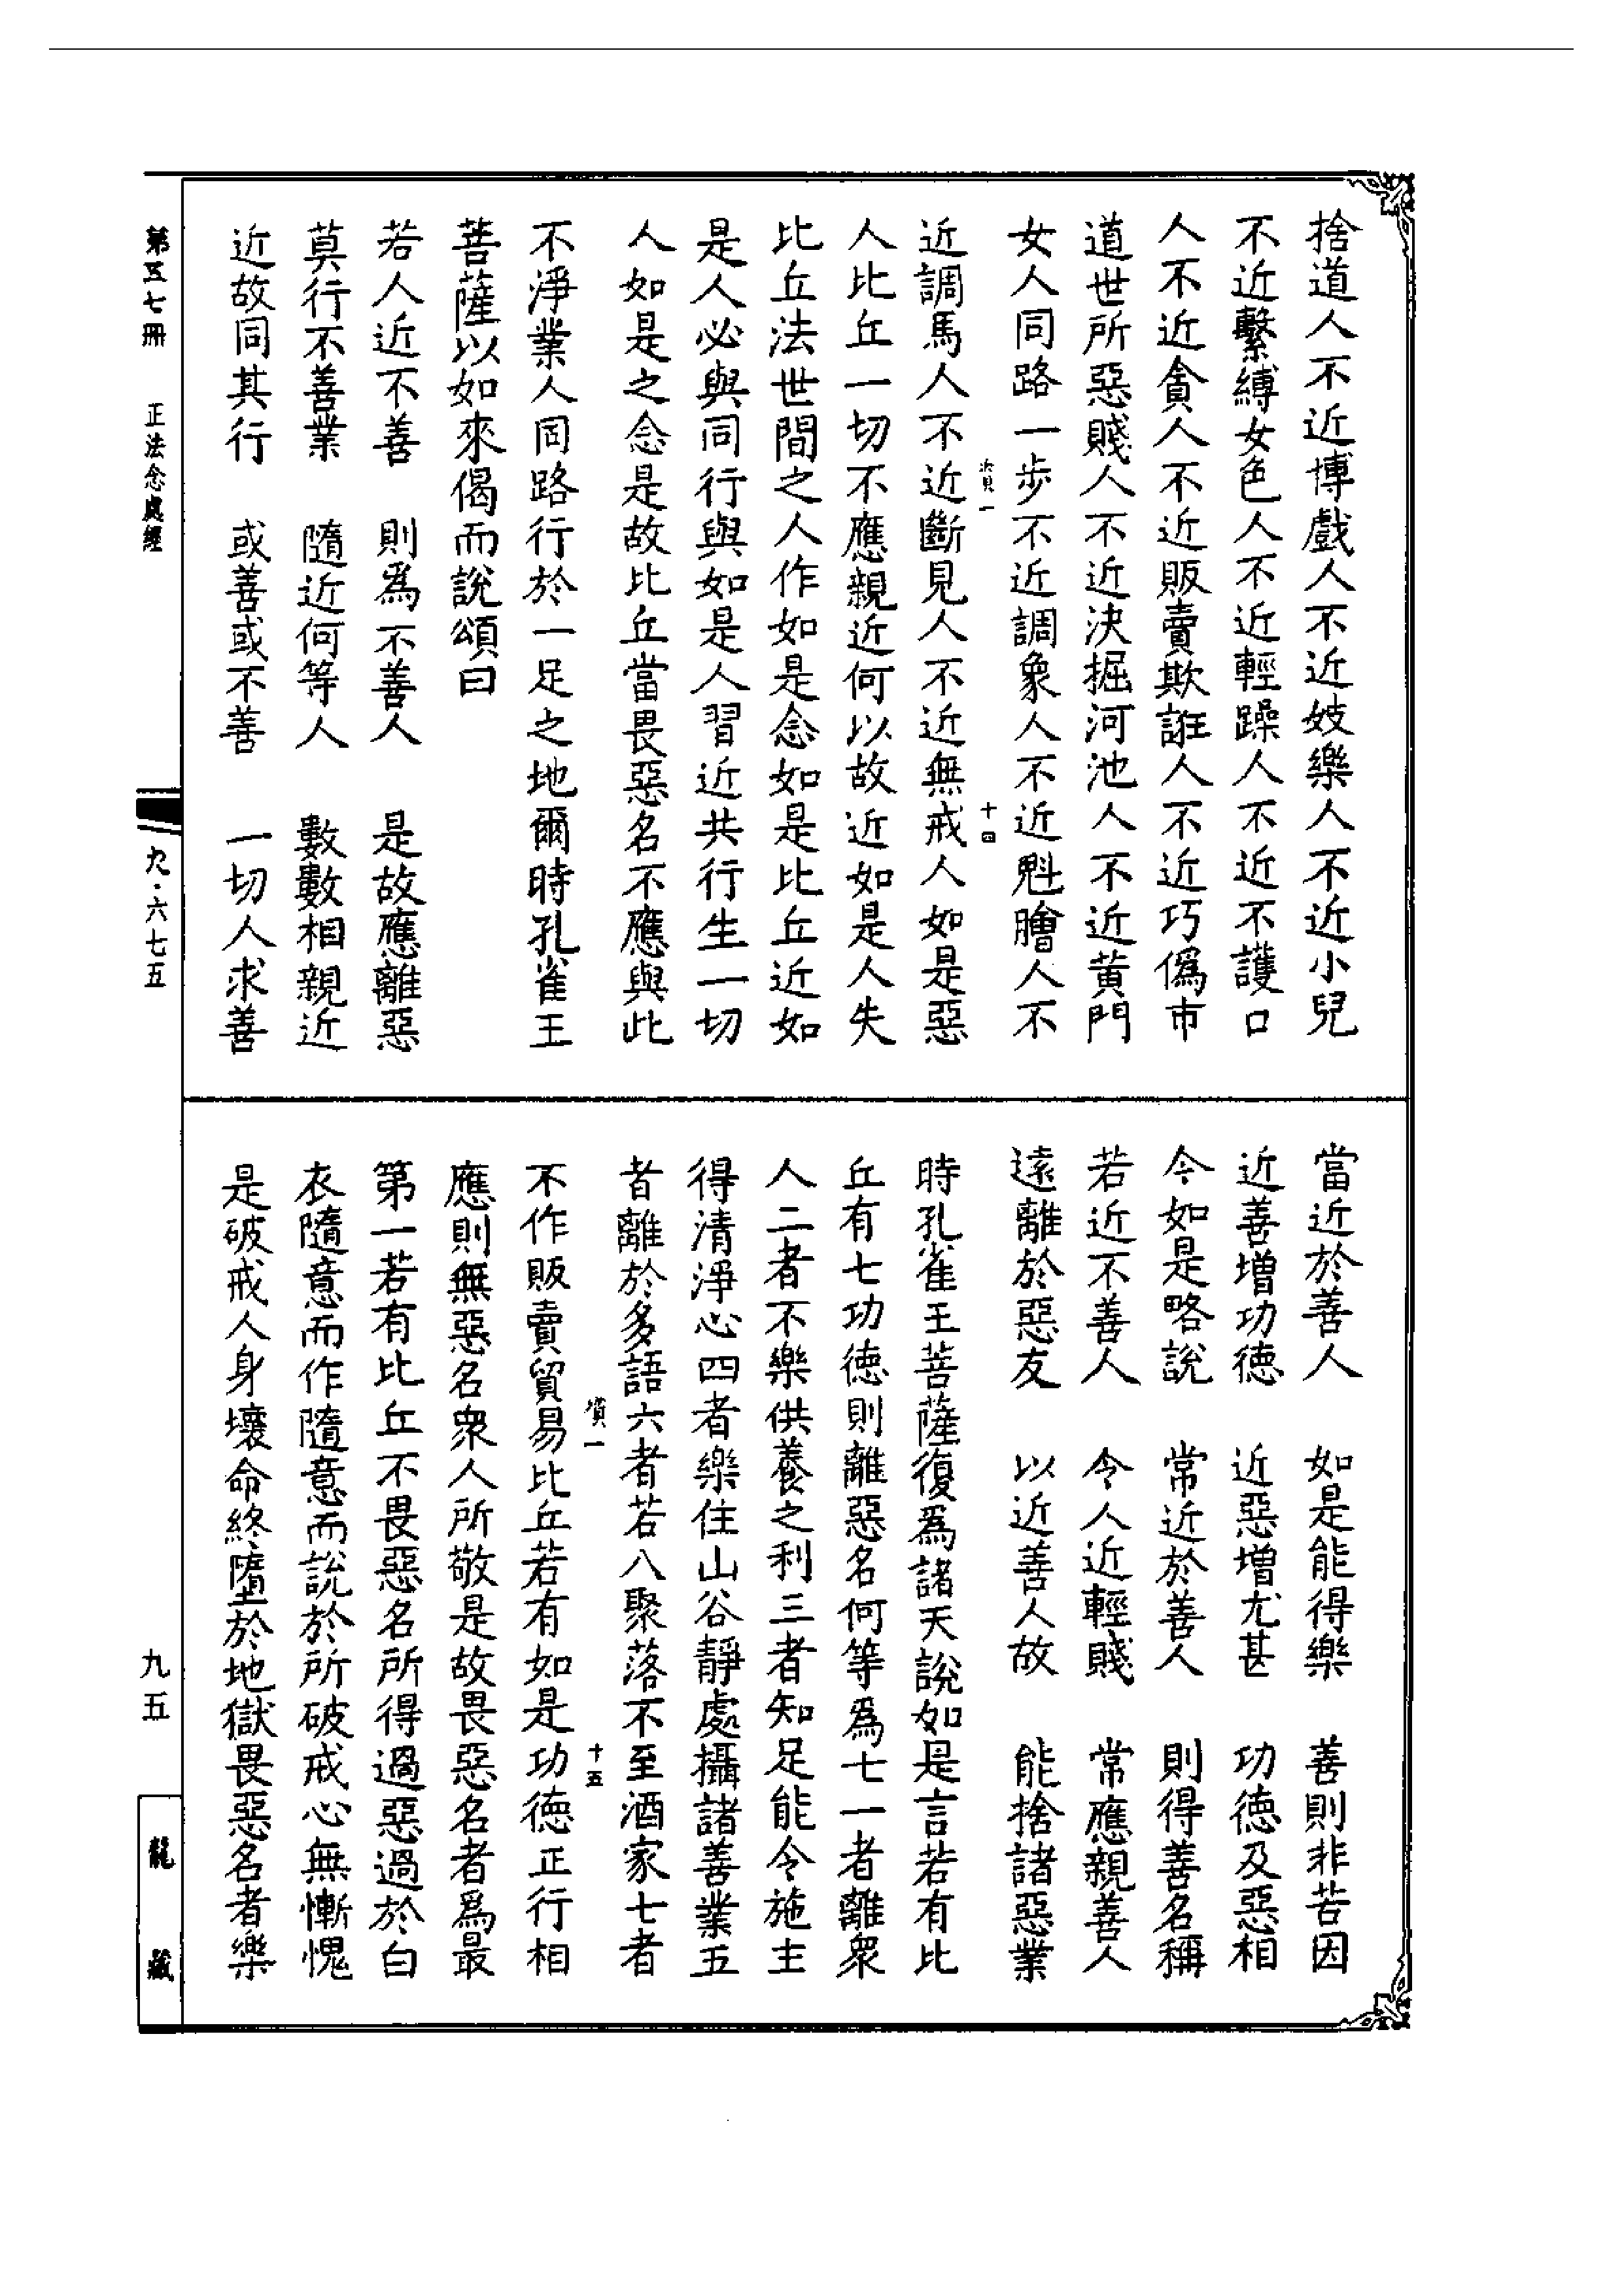 捨道人不近博戲人不近妓樂人不近小兒
不近繫縛女色人不近輕躁人不近不護口
人不近貪人不近販賣欺誑人不近巧偽市
道世所惡賤人不近決掘河池人不近黃門
女人同路一步不近調象人不近魁膾人不
近調馬人不近斷見人不近無戒人如是惡
人比丘一切不應親近何以故近如是人失
比丘法世間之人作如是念如是比丘近如
是人必與同行與如是人習近共行生一切
人如是之念是故比丘當畏惡名不應與此
不淨業人同路行於一足之地爾時孔雀王
菩薩以如來偈而說頌曰
若人近不善　則為不善人　是故應離惡
莫行不善業　隨近何等人　數數相親近
近故同其行　或善或不善　一切人求善
當近於善人　如是能得樂　善則非苦因
近善增功德　近惡增尤甚　功德及惡相
今如是略說　常近於善人　則得善名稱
若近不善人　令人近輕賤　常應親善人
遠離於惡友　以近善人故　能捨諸惡業
時孔雀王菩薩復為諸天說如是言若有比
丘有七功德則離惡名何等為七一者離眾
人二者不樂供養之利三者知足能令施主
得清淨心四者樂住山谷靜處攝諸善業五
者離於多語六者若八聚落不至酒家七者
不作販賣貿易比丘若有如是功德正行相
應則無惡名眾人所敬是故畏惡名者為最
第一若有比丘不畏惡名所得過惡過於白
衣隨意而作隨意而說於所破戒心無慚愧
是破戒人身壞命終墮於地獄畏惡名者樂
十四
貲一
十五
第五七冊　正法念處經
九·六七五
九五
龍藏